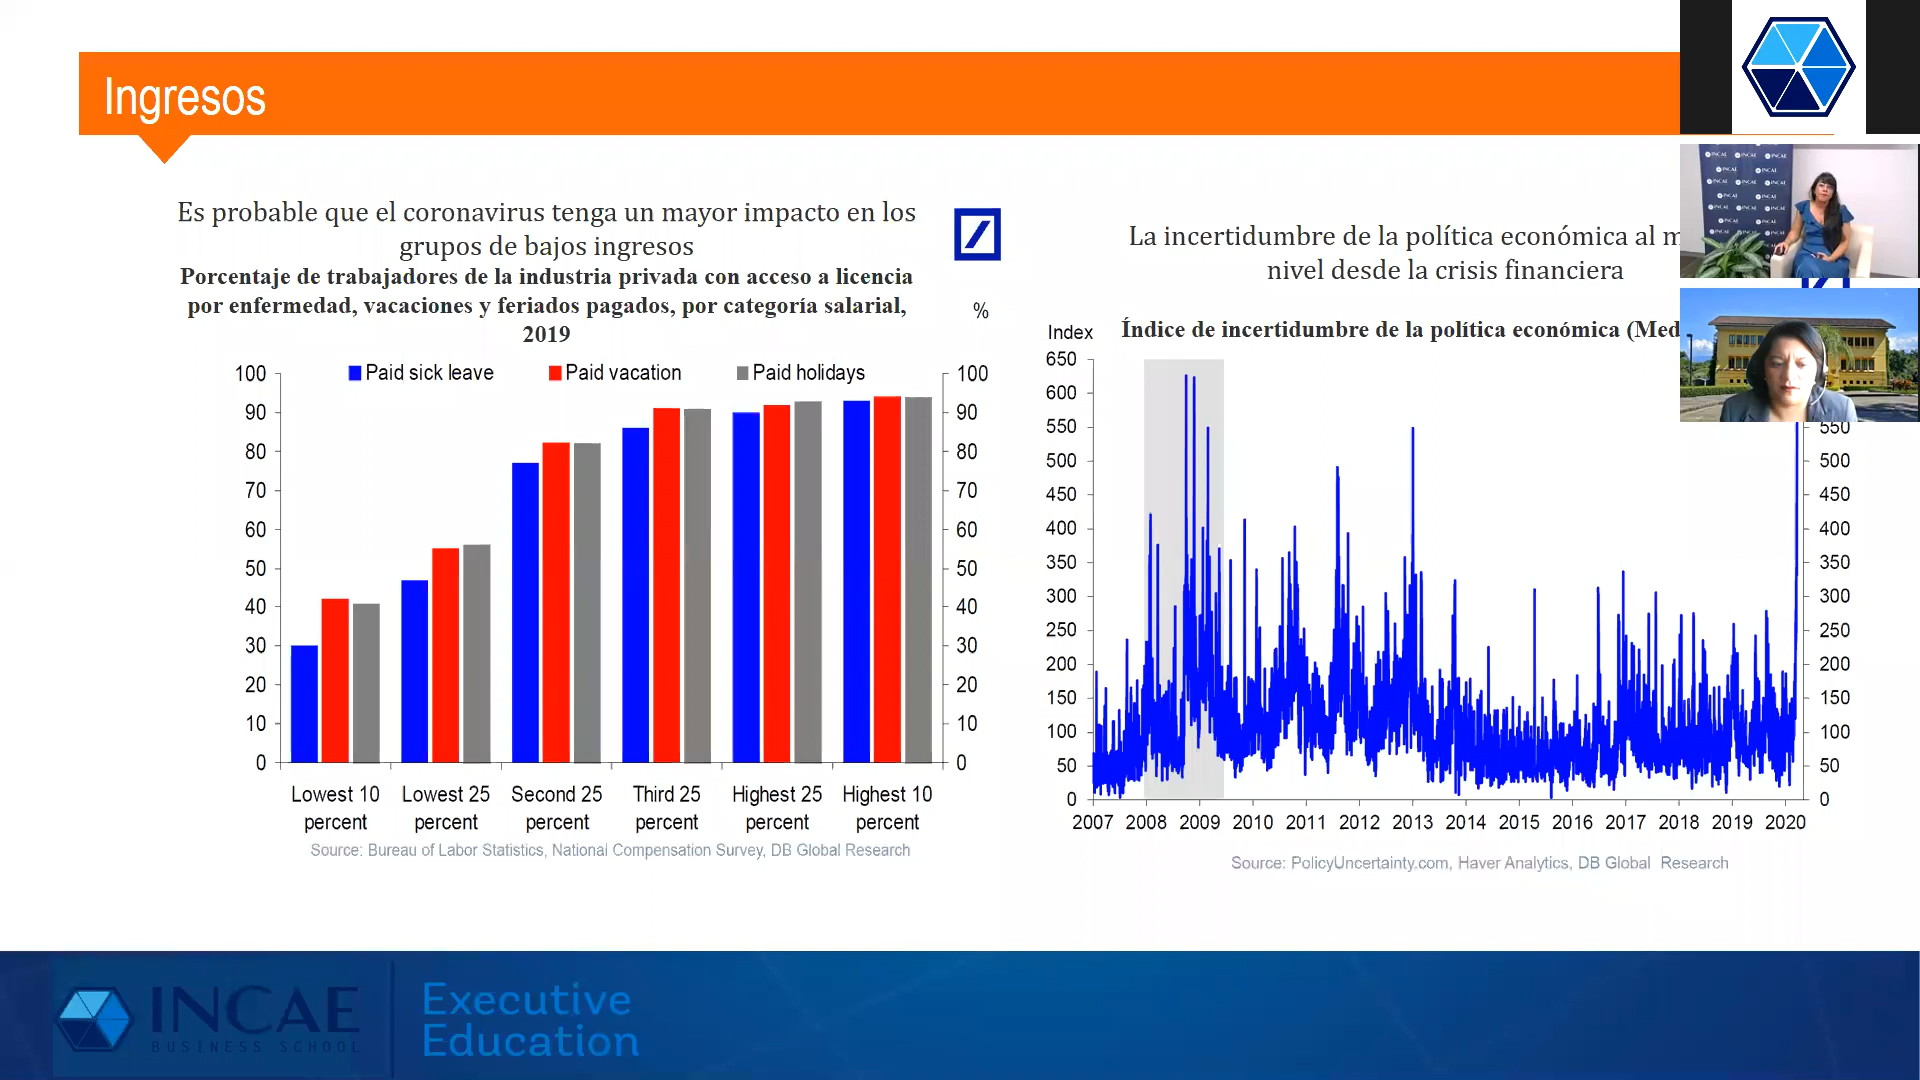 Ingresos
Es probable que el coronavirus tenga un mayor impacto en los
grupos de bajos ingresos
Porcentaje de trabajadores de la industria privada con acceso a licencia
por enfermedad, vacaciones y feriados pagados, por categoría salarial,
2019
%
Paid sick leave Paid vacation Paid holidays
100 100
90 90
80 80
70 70
60 60
50 50
40 40
30 30
20 20
10 10
0 0
Lowest 10 Lowest 25 Second 25 Third 25 Highest 25 Highest 10
percent percent percent percent percent percent
Source: Bureau of Labor Statistics, National Compensation Survey, DB Global Research
La incertidumbre de la política económica al
nivel desde la crisis financiera
Index
Índice de incertidumbre de la política económica
650
600
550 550
500 500
450 450
400 400
350 350
300 300
250 250
200 200
150 150
100 100
50 50
0 0
2007 2008 2009 2010 2011 2012 2013 2014 2015 2016 2017 2018 2019 2020
Source: PolicyUncertainty.com, Haver Analytics, DB Global Research
INCAE
BUSINESS SCHOOL
Executive
Education